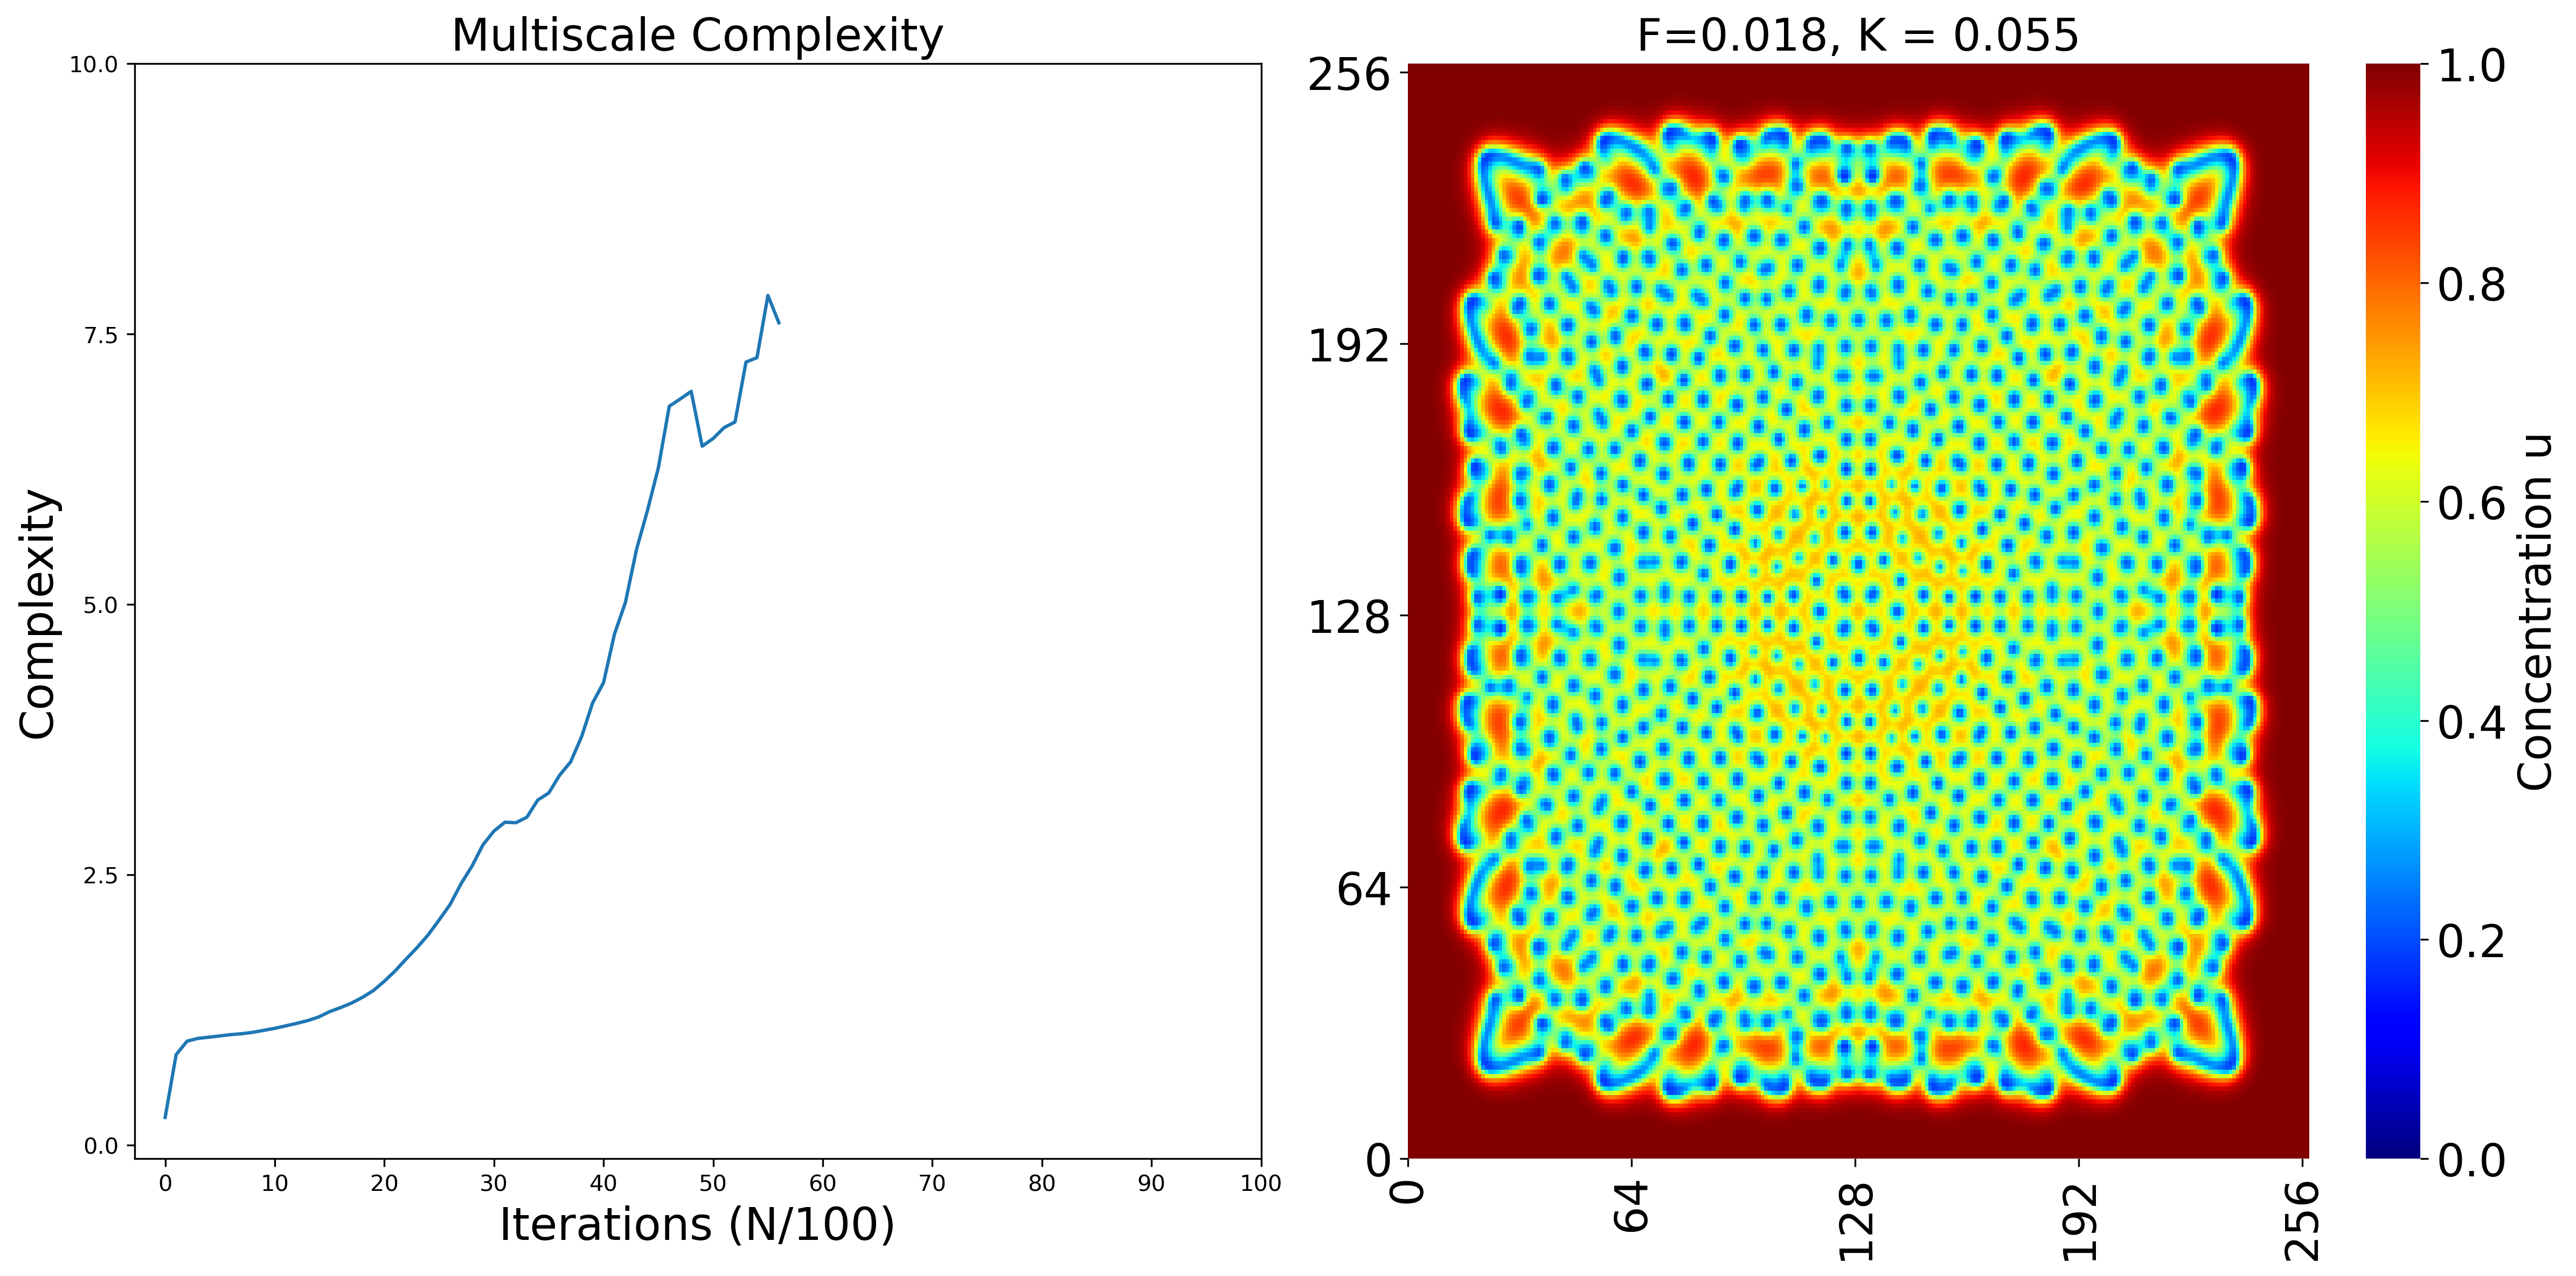 Multiscale Complexity
10.0
7.5
5.0
2.5
0.0
Complexity
0 10 20 30 40 50 60 70 80 90 100
Iterations (N/100)
F=0.018, K = 0.055
256
192
128
64
0
0 64 128 192 256
1.0
0.8
0.6
0.4
0.2
0.0
Concentration u